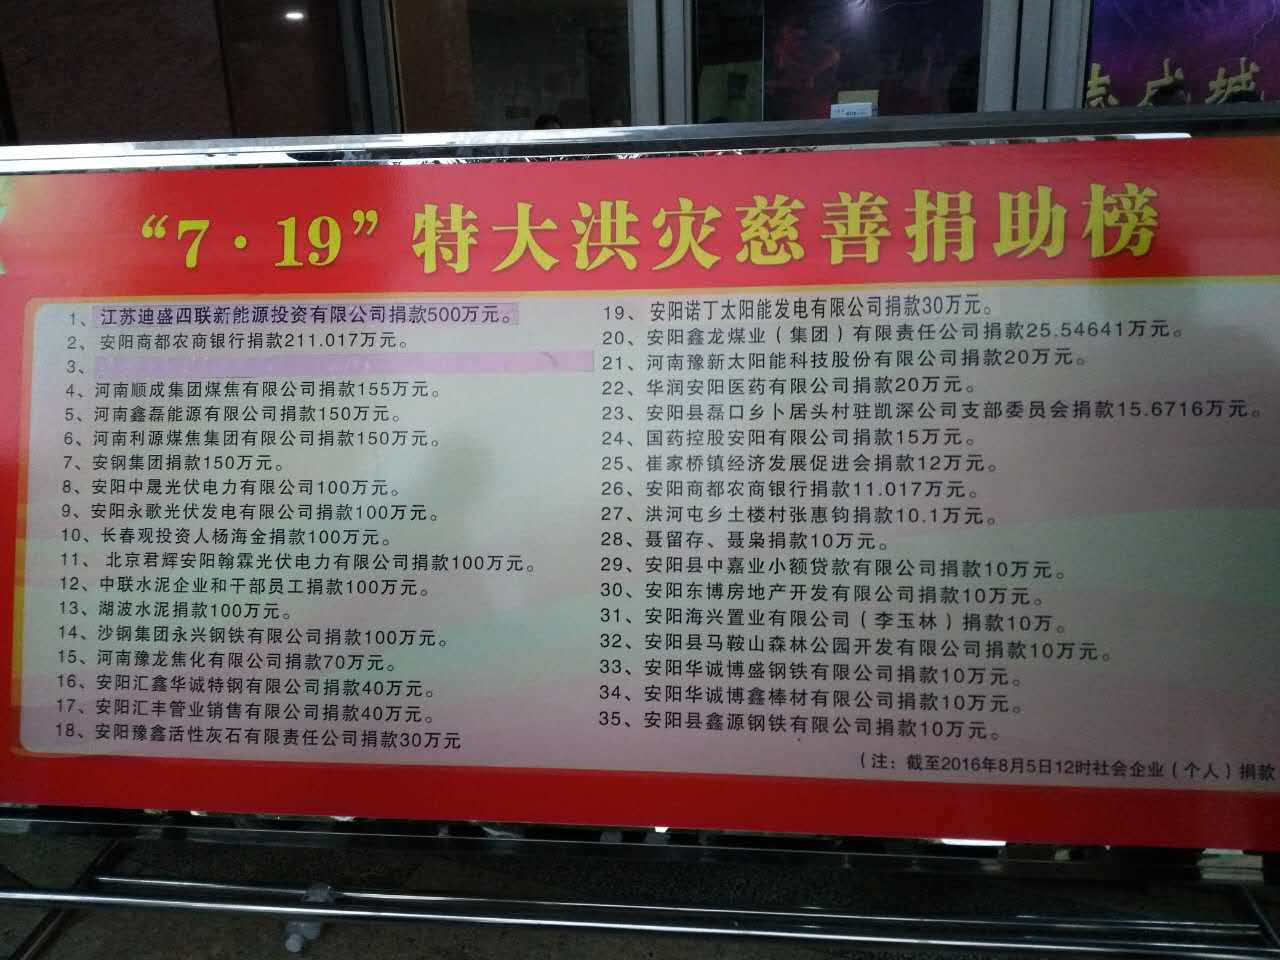 “7·19”特大洪灾慈善捐助榜
1、江苏迪盛四联新能源投资有限公司捐款500万元。
2、安阳商都农商银行捐款211.017万元。
3、
4、河南顺成集团煤焦有限公司捐款155万元。
5、河南鑫磊能源有限公司捐款150万元。
6、河南利源煤焦集团有限公司捐款150万元。
7、安钢集团捐款150万元。
8、安阳中晟光伏电力有限公司100万元。
9、安阳永歌光伏发电有限公司捐款100万元。
10、长春观投资人杨海金捐款100万元。
11、北京君辉安阳翰霖光伏电力有限公司捐款100万元。
12、中联水泥企业和干部员工捐款100万元。
13、湖波水泥捐款100万元。
14、沙钢集团永兴钢铁有限公司捐款100万元。
15、河南豫龙焦化有限公司捐款70万元。
16、安阳汇鑫华诚特钢有限公司捐款40万元。
17、安阳汇丰管业销售有限公司捐款40万元。
18、安阳豫鑫活性灰石有限责任公司捐款30万元
19、安阳诺丁太阳能发电有限公司捐款30万元。
20、安阳鑫龙煤业（集团）有限责任公司捐款25.54641万元。
21、河南豫新太阳能科技股份有限公司捐款20万元。
22、华润安阳医药有限公司捐款20万元。
23、安阳县磊口乡卜居头村驻凯深公司支部委员会捐款15.6716万元。
24、国药控股安阳有限公司捐款15万元。
25、崔家桥镇经济发展促进会捐款12万元。
26、安阳商都农商银行捐款11.017万元。
27、洪河屯乡土楼村张惠钧捐款10.1万元。
28、聂留存、聂枭捐款10万元。
29、安阳县中嘉业小额贷款有限公司捐款10万元。
30、安阳东博房地产开发有限公司捐款10万元。
31、安阳海兴置业有限公司（李玉林）捐款10万。
32、安阳县马鞍山森林公园开发有限公司捐款10万元。
33、安阳华诚博盛钢铁有限公司捐款10万元。
34、安阳华诚博鑫棒材有限公司捐款10万元。
35、安阳县鑫源钢铁有限公司捐款10万元。
（注：截至2016年8月5日12时社会企业（个人）捐款